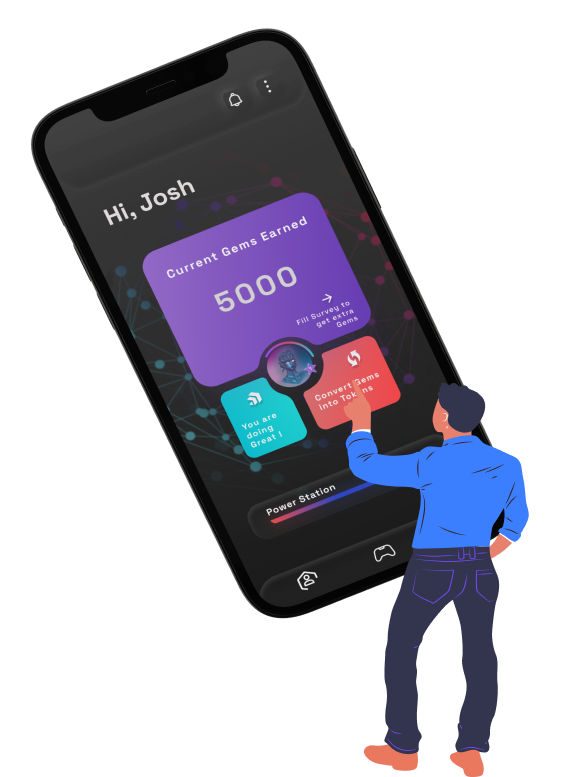 Hi, Josh
Current Gems Earned
5000
Fill Survey to
get extra
Gems
Convert Gems
into Tokens
You are
doing
Great !
Power Station